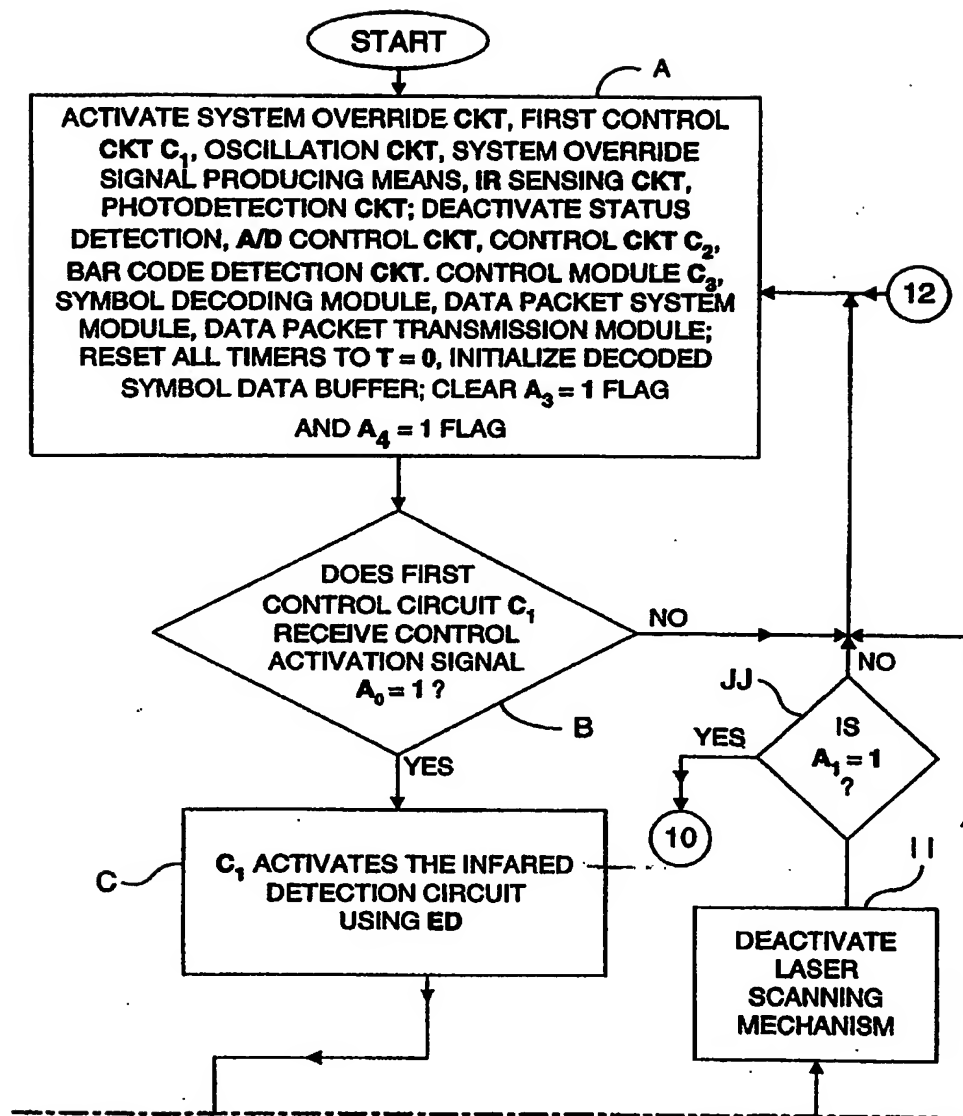 START
A
ACTIVATE SYSTEM OVERRIDE CKT, FIRST CONTROL
CKT C₁, OSCILLATION CKT, SYSTEM OVERRIDE
SIGNAL PRODUCING MEANS, IR SENSING CKT,
PHOTODETECTION CKT; DEACTIVATE STATUS
DETECTION, A/D CONTROL CKT, CONTROL CKT C₂,
BAR CODE DETECTION CKT. CONTROL MODULE C₃,
SYMBOL DECODING MODULE, DATA PACKET SYSTEM
MODULE, DATA PACKET TRANSMISSION MODULE;
RESET ALL TIMERS TO T = 0, INITIALIZE DECODED
SYMBOL DATA BUFFER; CLEAR A₃ = 1 FLAG
AND A₄ = 1 FLAG
12
DOES FIRST
CONTROL CIRCUIT C₁
RECEIVE CONTROL
ACTIVATION SIGNAL
A₀ = 1 ?
NO
B
YES
NO
JJ
IS
A₁ = 1
?
YES
10
C
C₁ ACTIVATES THE INFARED
DETECTION CIRCUIT
USING ED
II
DEACTIVATE
LASER
SCANNING
MECHANISM